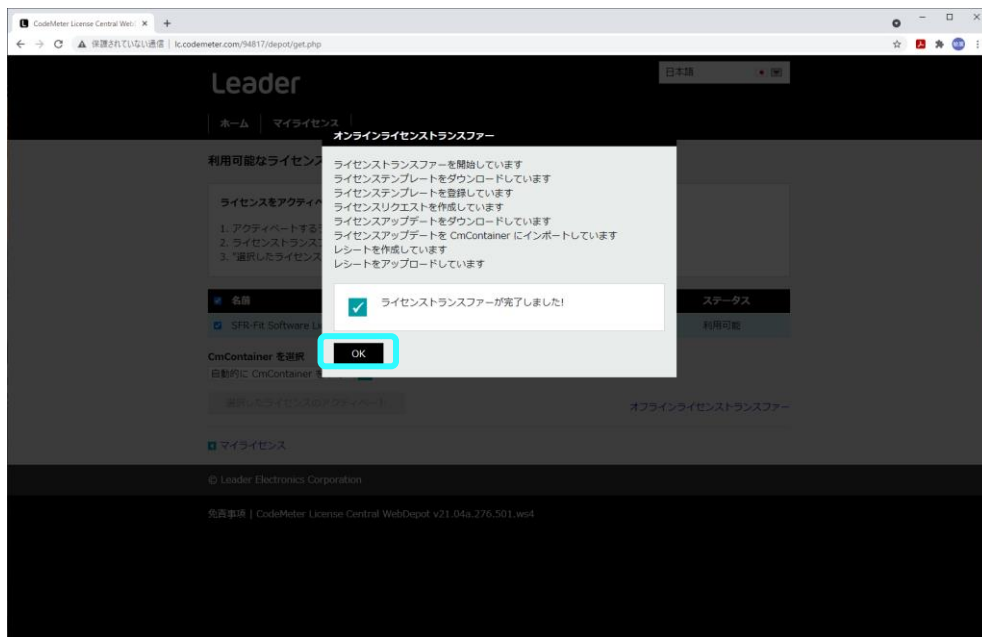 CodeMeter License Central Web
保護されていない通信 | lc.codemeter.com/94817/depot/get.php
Leader
日本語
ホーム
マイライセンス
オンラインライセンストランスファー
利用可能なライセンス
ライセンストランスファーを開始しています
ライセンステンプレートをダウンロードしています
ライセンステンプレートを登録しています
ライセンスリクエストを作成しています
ライセンスアップデートをダウンロードしています
ライセンスアップデートを CmContainer にインポートしています
レシートを作成しています
レシートをアップロードしています
ライセンスをアクティベ
1. アクティベートする
2. ライセンストランス
3. "選択したライセンス
ライセンストランスファーが完了しました!
OK
名前
ステータス
SFR-Fit Software Li
利用可能
CmContainer を選択
自動的に CmContainer を
選択したライセンスのアクティベート
オフラインライセンストランスファー
マイライセンス
© Leader Electronics Corporation
免責事項 | CodeMeter License Central WebDepot v21.04a.276.501.ws4